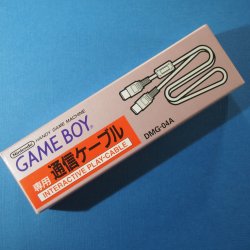 Nintendo
HANDY GAME MACHINE
GAME BOY
専用
通信ケーブル
INTERACTIVE PLAY-CABLE
DMG-04A